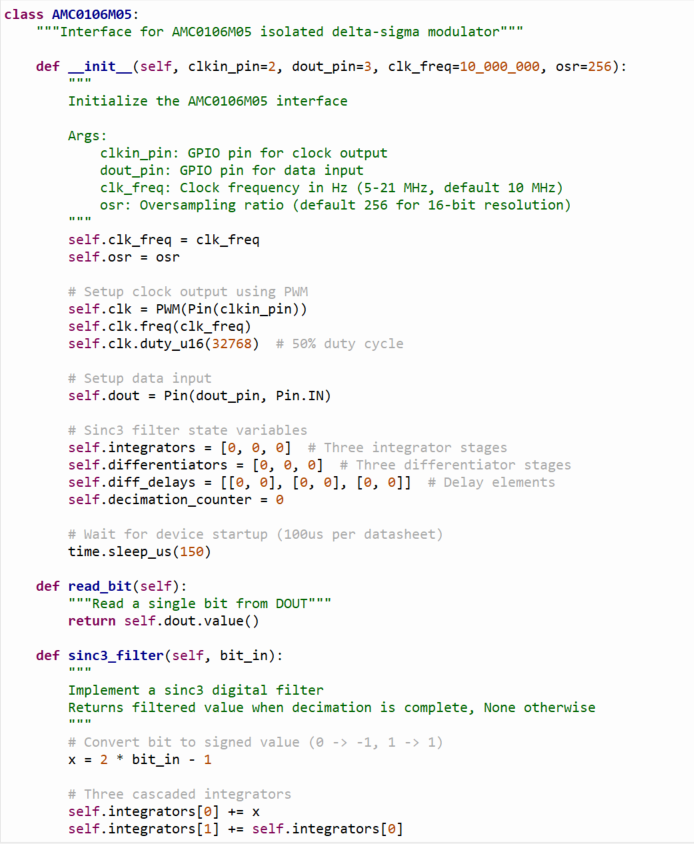 class AMC0106M05:
    """Interface for AMC0106M05 isolated delta-sigma modulator"""

    def __init__(self, clkin_pin=2, dout_pin=3, clk_freq=10_000_000, osr=256):
        """
        Initialize the AMC0106M05 interface

        Args:
            clkin_pin: GPIO pin for clock output
            dout_pin: GPIO pin for data input
            clk_freq: Clock frequency in Hz (5-21 MHz, default 10 MHz)
            osr: Oversampling ratio (default 256 for 16-bit resolution)
        """
        self.clk_freq = clk_freq
        self.osr = osr

        # Setup clock output using PWM
        self.clk = PWM(Pin(clkin_pin))
        self.clk.freq(clk_freq)
        self.clk.duty_u16(32768)  # 50% duty cycle

        # Setup data input
        self.dout = Pin(dout_pin, Pin.IN)

        # Sinc3 filter state variables
        self.integrators = [0, 0, 0]  # Three integrator stages
        self.differentiators = [0, 0, 0]  # Three differentiator stages
        self.diff_delays = [[0, 0], [0, 0], [0, 0]]  # Delay elements
        self.decimation_counter = 0

        # Wait for device startup (100us per datasheet)
        time.sleep_us(150)

    def read_bit(self):
        """Read a single bit from DOUT"""
        return self.dout.value()

    def sinc3_filter(self, bit_in):
        """
        Implement a sinc3 digital filter
        Returns filtered value when decimation is complete, None otherwise
        """
        # Convert bit to signed value (0 -> -1, 1 -> 1)
        x = 2 * bit_in - 1

        # Three cascaded integrators
        self.integrators[0] += x
        self.integrators[1] += self.integrators[0]